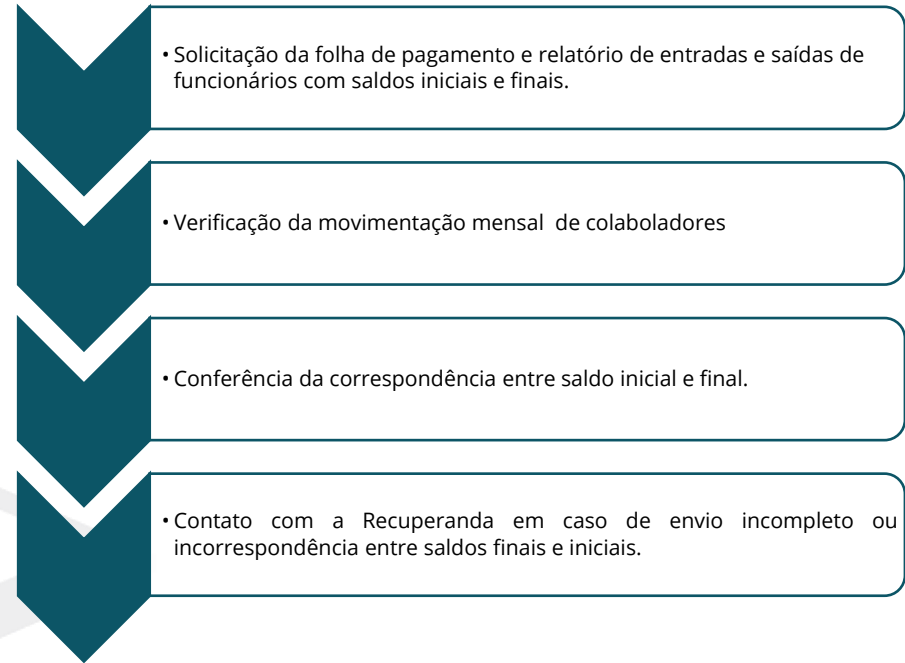 • Solicitação da folha de pagamento e relatório de entradas e saídas de
funcionários com saldos iniciais e finais.
• Verificação da movimentação mensal de colaboladores
• Conferência da correspondência entre saldo inicial e final.
• Contato com a Recuperanda em caso de envio incompleto ou
incorrespondência entre saldos finais e iniciais.